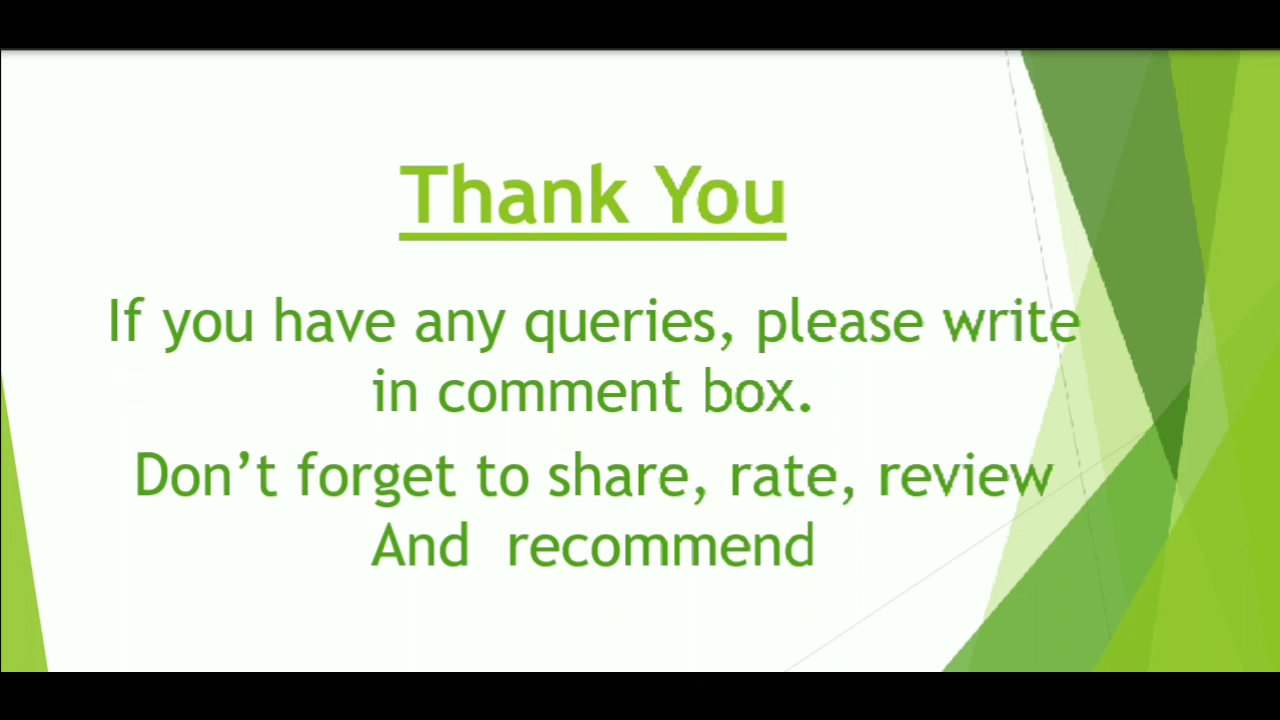 Thank You
If you have any queries, please write
in comment box.
Don’t forget to share, rate, review
And recommend